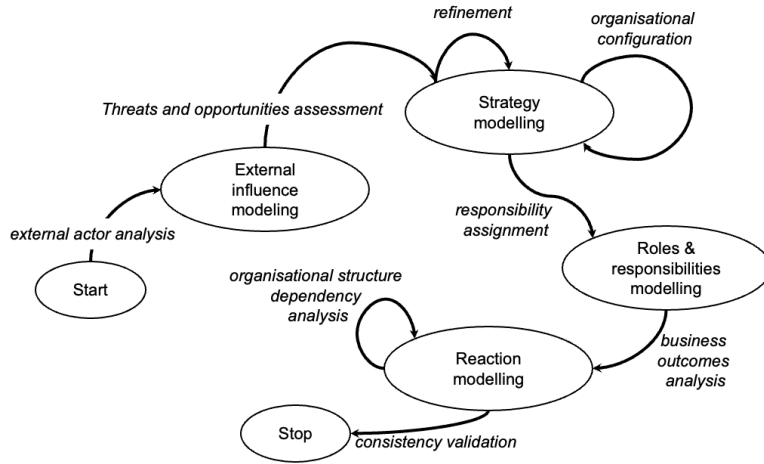 refinement
organisational
configuration
Threats and opportunities assessment
Strategy
modelling
External
influence
modeling
responsibility
assignment
external actor analysis
Roles &
responsibilities
modelling
Start
organisational structure
dependency
analysis
business
outcomes
analysis
Reaction
modelling
Stop
consistency validation